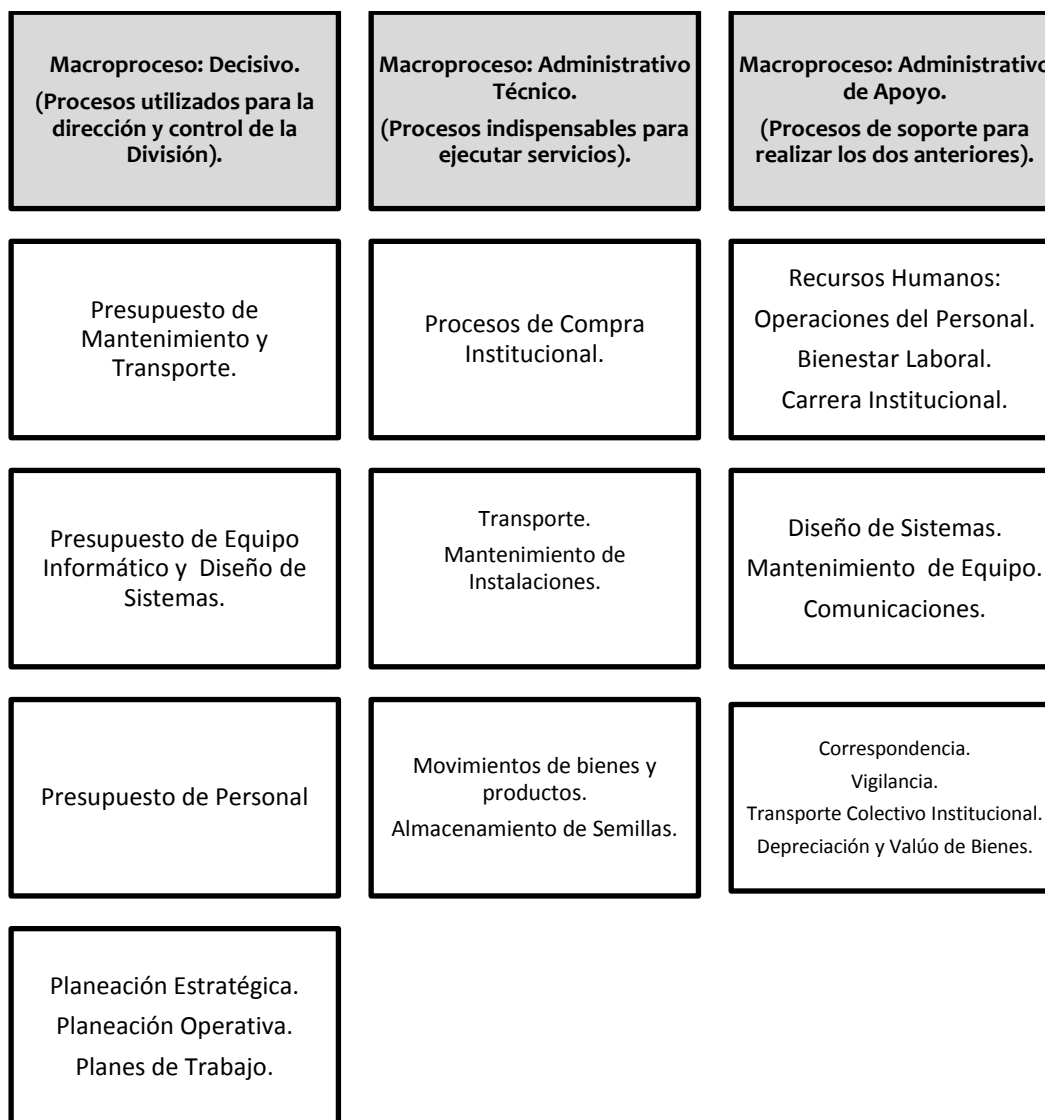 Macroproceso: Decisivo.
(Procesos utilizados para la
dirección y control de la
División).
Presupuesto de
Mantenimiento y
Transporte.
Presupuesto de Equipo
Informático y Diseño de
Sistemas.
Presupuesto de Personal
Planeación Estratégica.
Planeación Operativa.
Planes de Trabajo.
Macroproceso: Administrativo
Técnico.
(Procesos indispensables para
ejecutar servicios).
Procesos de Compra
Institucional.
Transporte.
Mantenimiento de
Instalaciones.
Movimientos de bienes y
productos.
Almacenamiento de Semillas.
Macroproceso: Administrativo
de Apoyo.
(Procesos de soporte para
realizar los dos anteriores).
Recursos Humanos:
Operaciones del Personal.
Bienestar Laboral.
Carrera Institucional.
Diseño de Sistemas.
Mantenimiento de Equipo.
Comunicaciones.
Correspondencia.
Vigilancia.
Transporte Colectivo Institucional.
Depreciación y Valúo de Bienes.